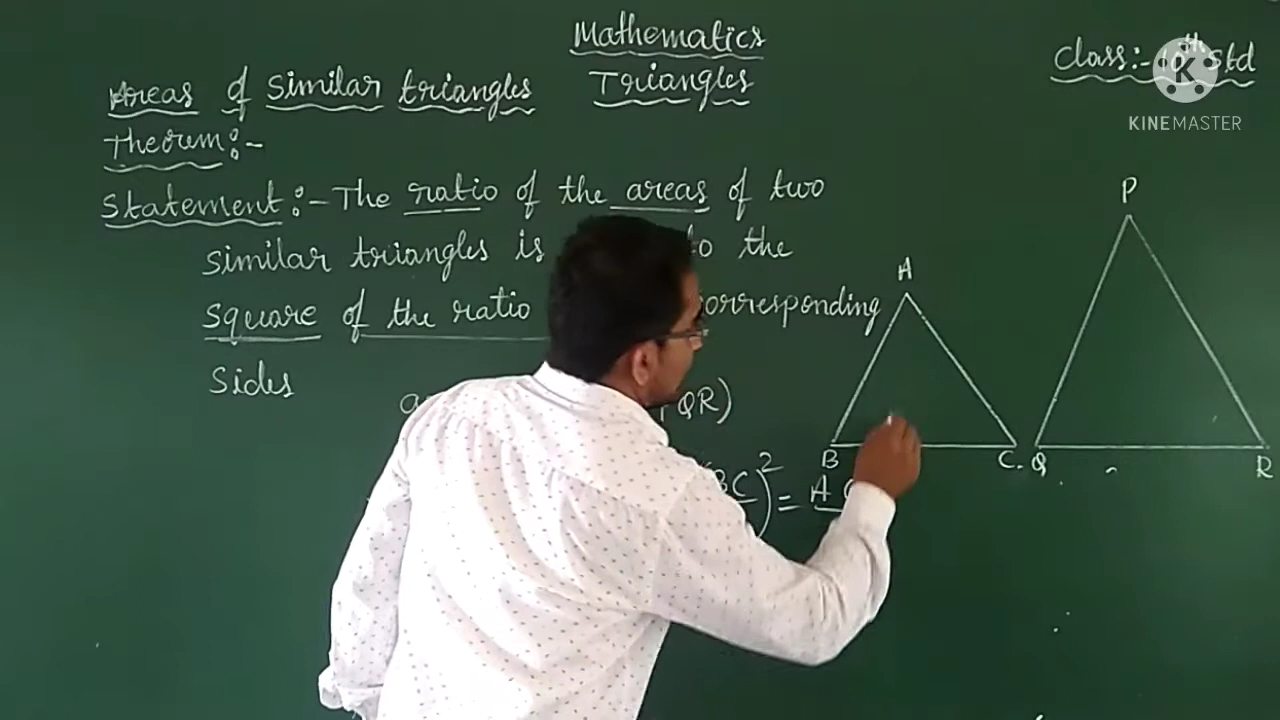 Mathematics
Triangles
Class:- 10th Std
KINEMASTER
Areas of Similar triangles
Theorem:-
Statement:- The ratio of the areas of two
similar triangles is to the
square of the ratio corresponding
Sides
QR)
BC)² = A
A
B
C
P
Q
R